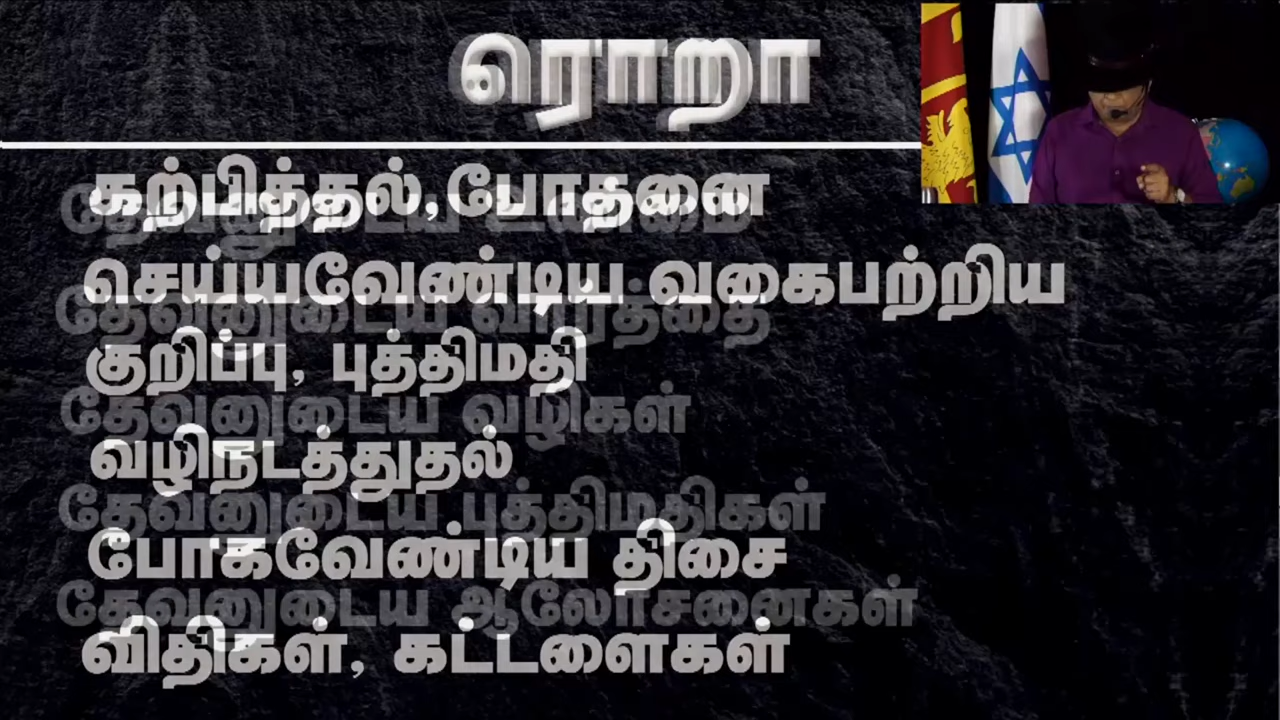 ரொறா
கற்பித்தல்,போதனை
தேவனுடைய
செய்யவேண்டிய வகைபற்றிய
தேவனுடைய வார்த்தை
குறிப்பு, புத்திமதி
தேவனுடைய வழிகள்
வழிநடத்துதல்
தேவனுடைய புத்திமதிகள்
போகவேண்டிய திசை
தேவனுடைய ஆலோசனைகள்
விதிகள், கட்டளைகள்